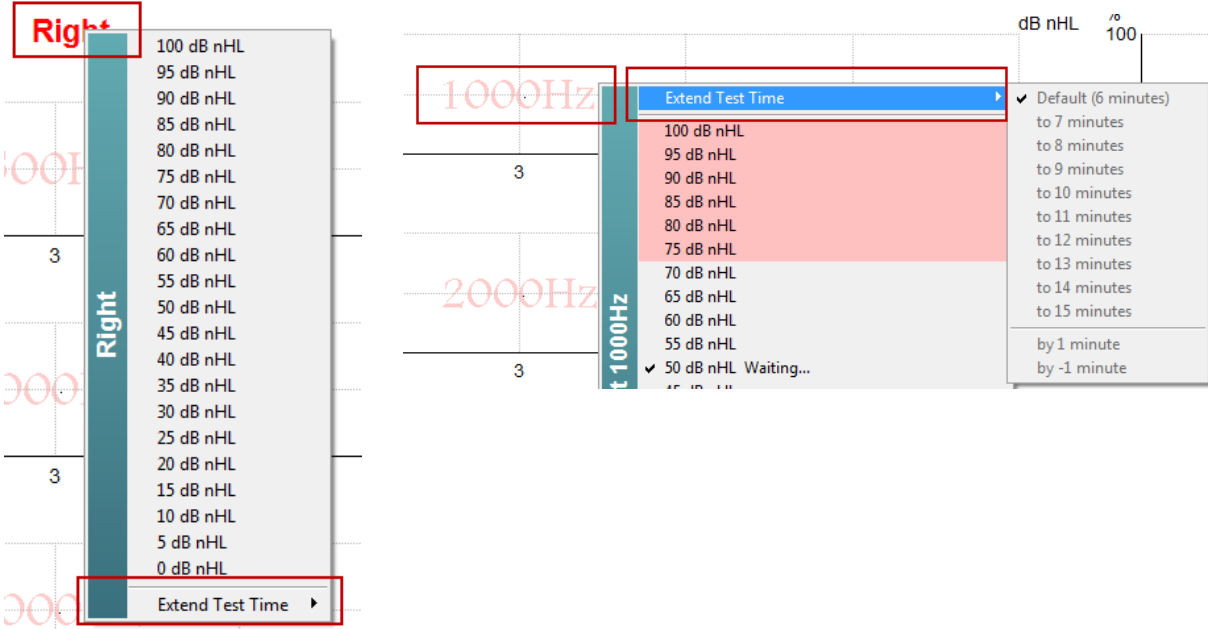 Right
100 dB nHL
95 dB nHL
90 dB nHL
85 dB nHL
80 dB nHL
75 dB nHL
70 dB nHL
65 dB nHL
60 dB nHL
55 dB nHL
50 dB nHL
45 dB nHL
40 dB nHL
35 dB nHL
30 dB nHL
25 dB nHL
20 dB nHL
15 dB nHL
10 dB nHL
5 dB nHL
0 dB nHL
Extend Test Time
Right
3
3
dB nHL
%
100
1000Hz
2000Hz
3
3
1000Hz
Extend Test Time
100 dB nHL
95 dB nHL
90 dB nHL
85 dB nHL
80 dB nHL
75 dB nHL
70 dB nHL
65 dB nHL
60 dB nHL
55 dB nHL
50 dB nHL Waiting...
Default (6 minutes)
to 7 minutes
to 8 minutes
to 9 minutes
to 10 minutes
to 11 minutes
to 12 minutes
to 13 minutes
to 14 minutes
to 15 minutes
by 1 minute
by -1 minute